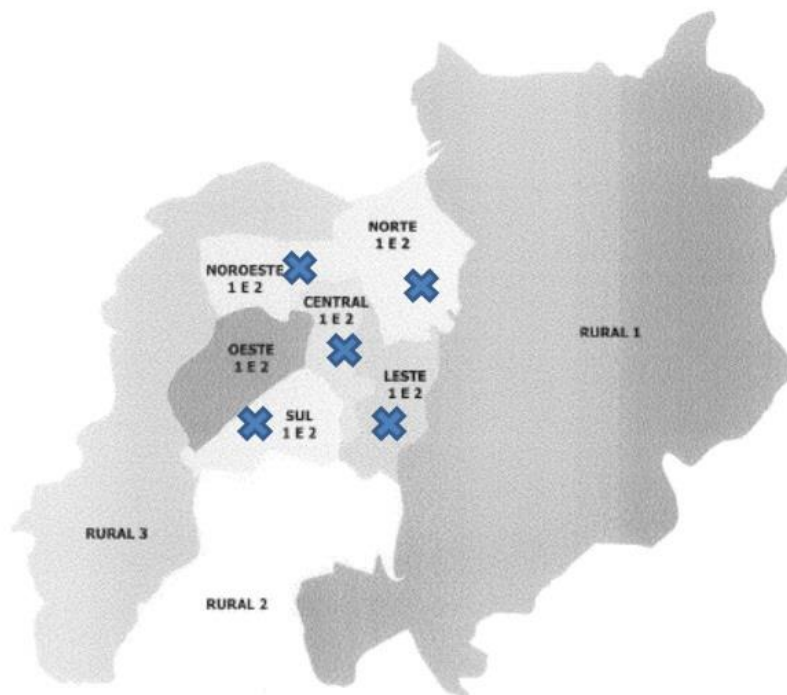 NORTE
1 E 2
NOROESTE
1 E 2
CENTRAL
1 E 2
RURAL 1
OESTE
1 E 2
LESTE
1 E 2
SUL
1 E 2
RURAL 3
RURAL 2